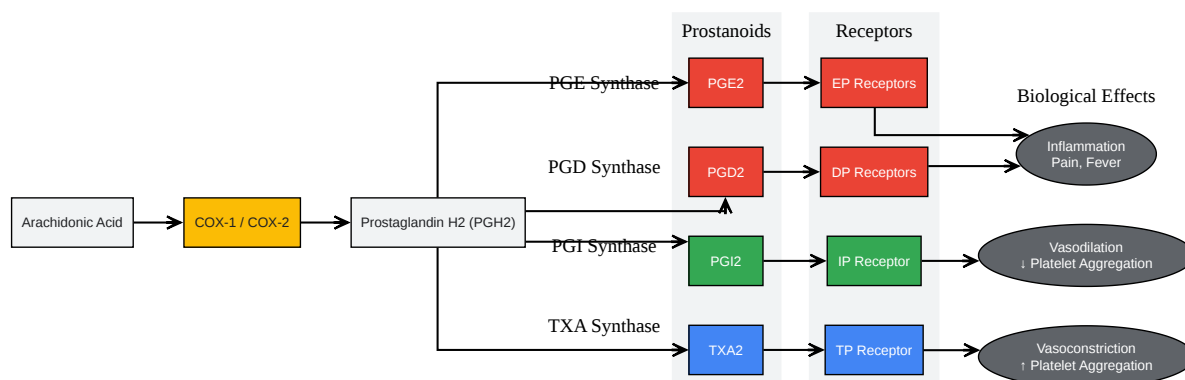 Prostanoids
Receptors
PGE Synthase
PGE2
EP Receptors
Biological Effects
Inflammation
Pain, Fever
PGD Synthase
PGD2
DP Receptors
Arachidonic Acid
COX-1 / COX-2
Prostaglandin H2 (PGH2)
PGI Synthase
PGI2
IP Receptor
Vasodilation
↓ Platelet Aggregation
TXA Synthase
TXA2
TP Receptor
Vasoconstriction
↑ Platelet Aggregation